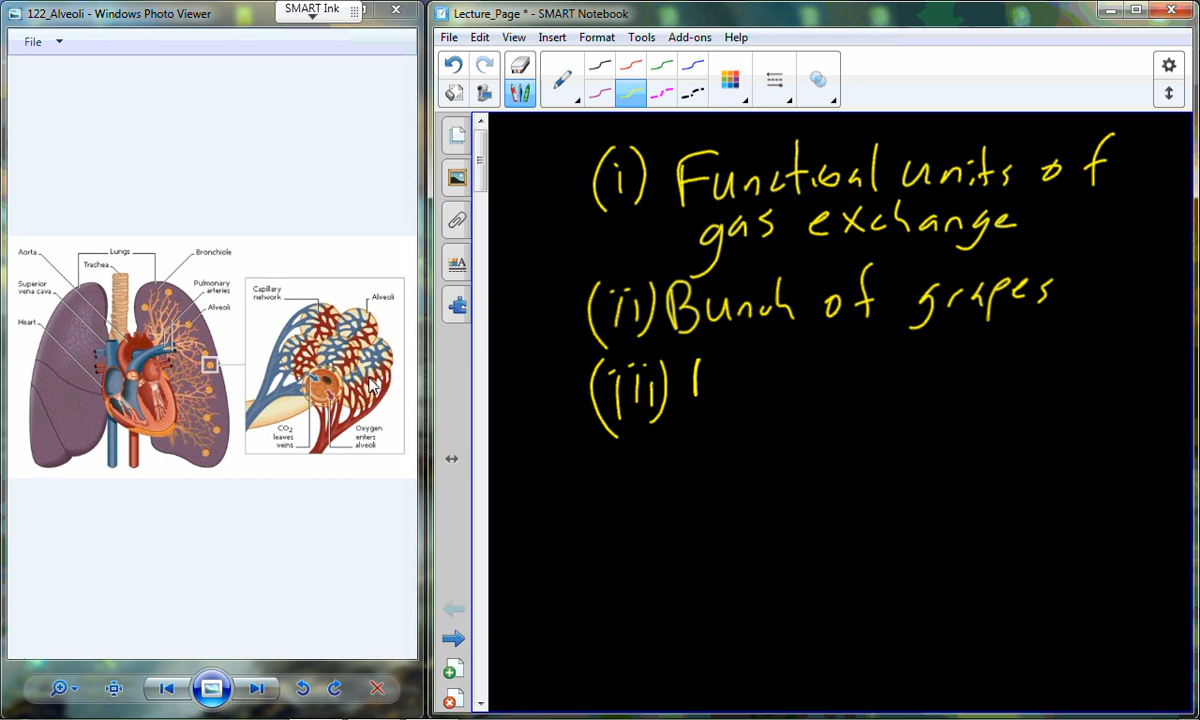 122_Alveoli - Windows Photo Viewer
SMART Ink
File
Aorta
Lungs
Trachea
Bronchiole
Superior
vena cava
Pulmonary
arteries
Alveoli
Heart
Capillary
network
Alveoli
CO2
leaves
veins
Oxygen
enters
alveoli
Lecture_Page * - SMART Notebook
File Edit View Insert Format Tools Add-ons Help
(i) Functional units of
gas exchange
(ii) Bunch of grapes
(iii)